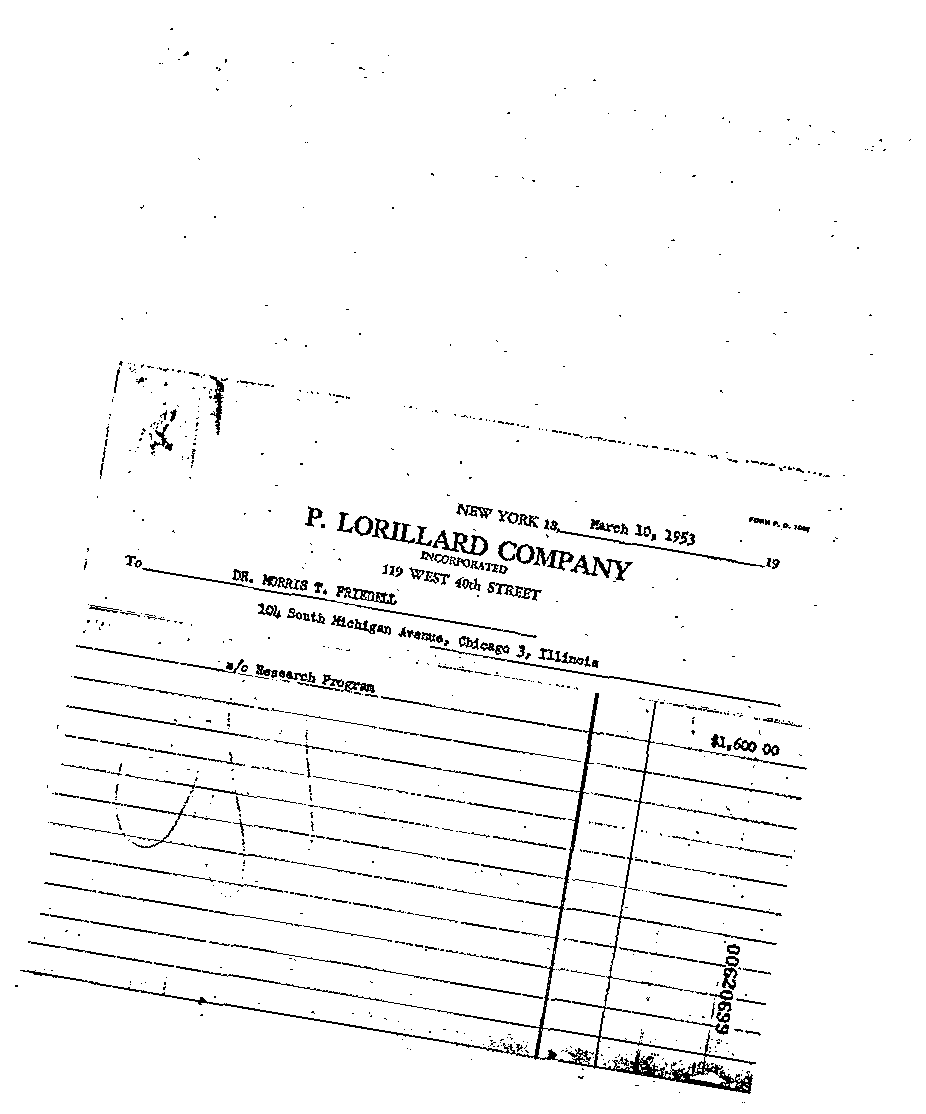 FORM P. O. 
NEW YORK 18, March 10, 1953 19
P. LORILLARD COMPANY
INCORPORATED
119 WEST 40th STREET
To DR. MORRIS T. FRIEDELL
104 South Michigan Avenue, Chicago 3, Illinois
a/c Research Program
$1,600 00
00620699